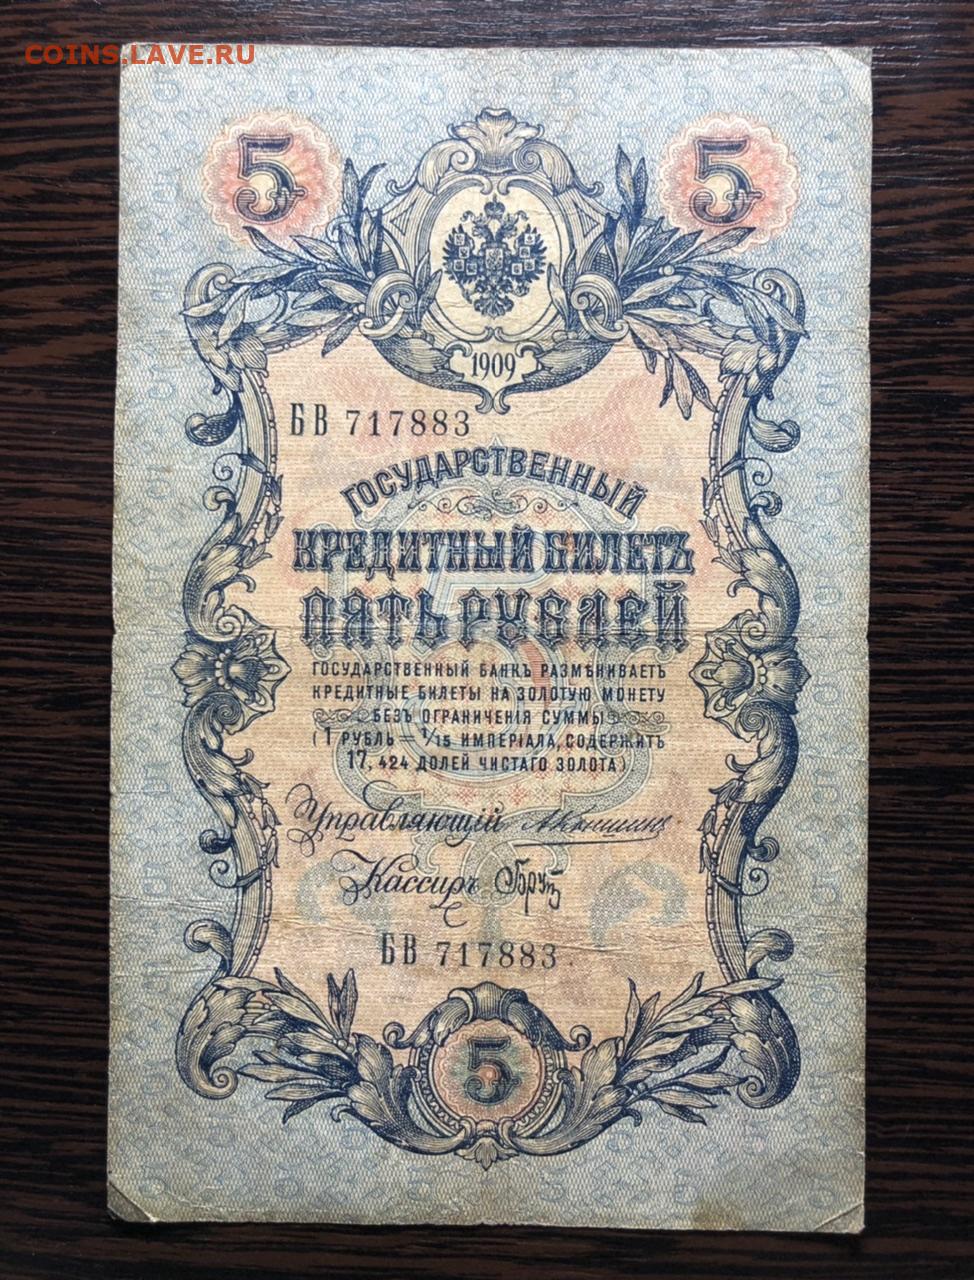 COINS.LAVE.RU
5 5
1909
БВ 717883
ГОСУДАРСТВЕННЫЙ
КРЕДИТНЫЙ БИЛЕТЪ
ПЯТЬ РУБЛЕЙ
ГОСУДАРСТВЕННЫЙ БАНКЪ РАЗМѢНИВАЕТЪ
КРЕДИТНЫЕ БИЛЕТЫ НА ЗОЛОТУЮ МОНЕТУ
БЕЗЪ ОГРАНИЧЕНІЯ СУММЫ
(1 РУБЛЬ = 1/15 ИМПЕРІАЛА, СОДЕРЖИТЪ
17,424 ДОЛЕЙ ЧИСТАГО ЗОЛОТА)
Управляющій
Кассиръ
БВ 717883
5